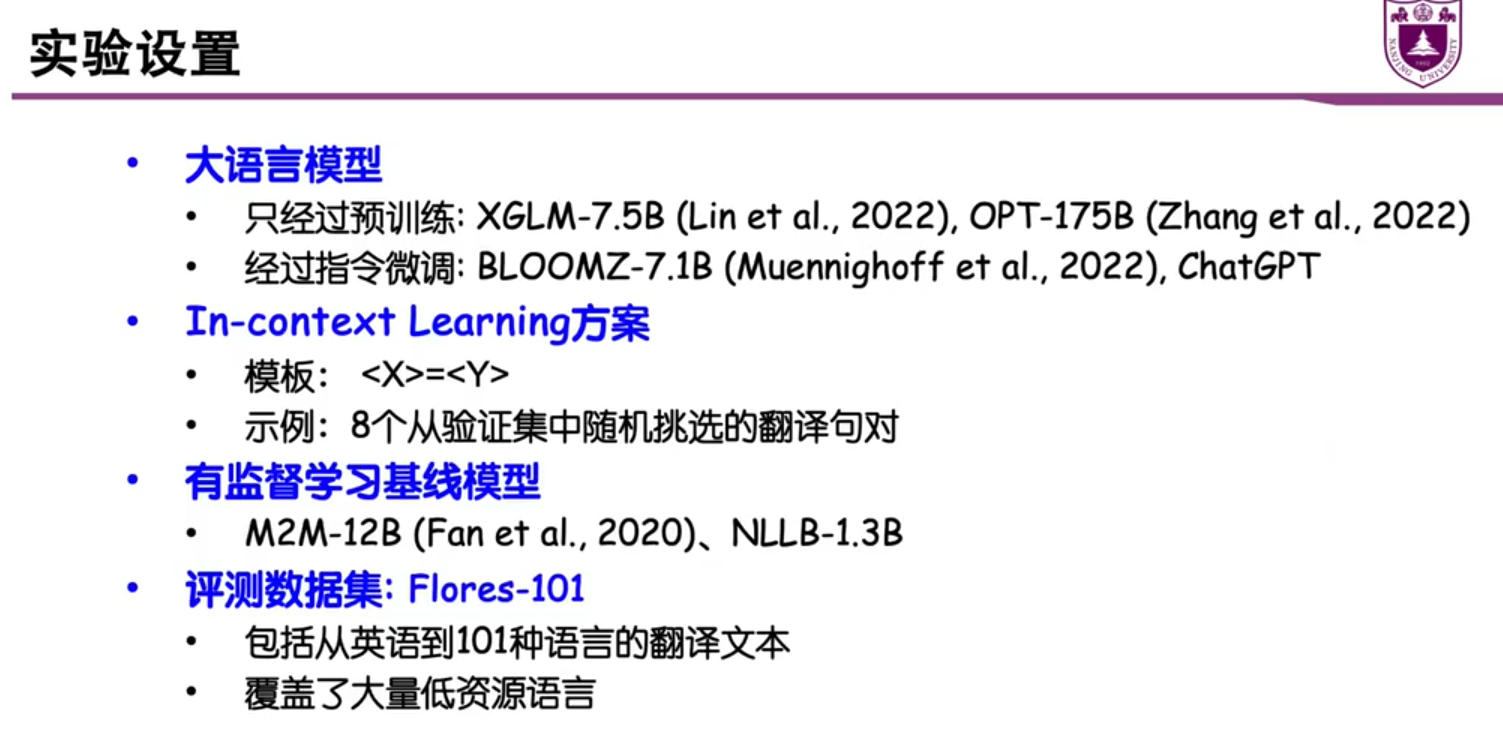 实验设置
NANJING UNIVERSITY
1902
• 大语言模型
• 只经过预训练: XGLM-7.5B (Lin et al., 2022), OPT-175B (Zhang et al., 2022)
• 经过指令微调: BLOOMZ-7.1B (Muennighoff et al., 2022), ChatGPT
• In-context Learning方案
• 模板： <X>=<Y>
• 示例：8个从验证集中随机挑选的翻译句对
• 有监督学习基线模型
• M2M-12B (Fan et al., 2020)、NLLB-1.3B
• 评测数据集: Flores-101
• 包括从英语到101种语言的翻译文本
• 覆盖了大量低资源语言